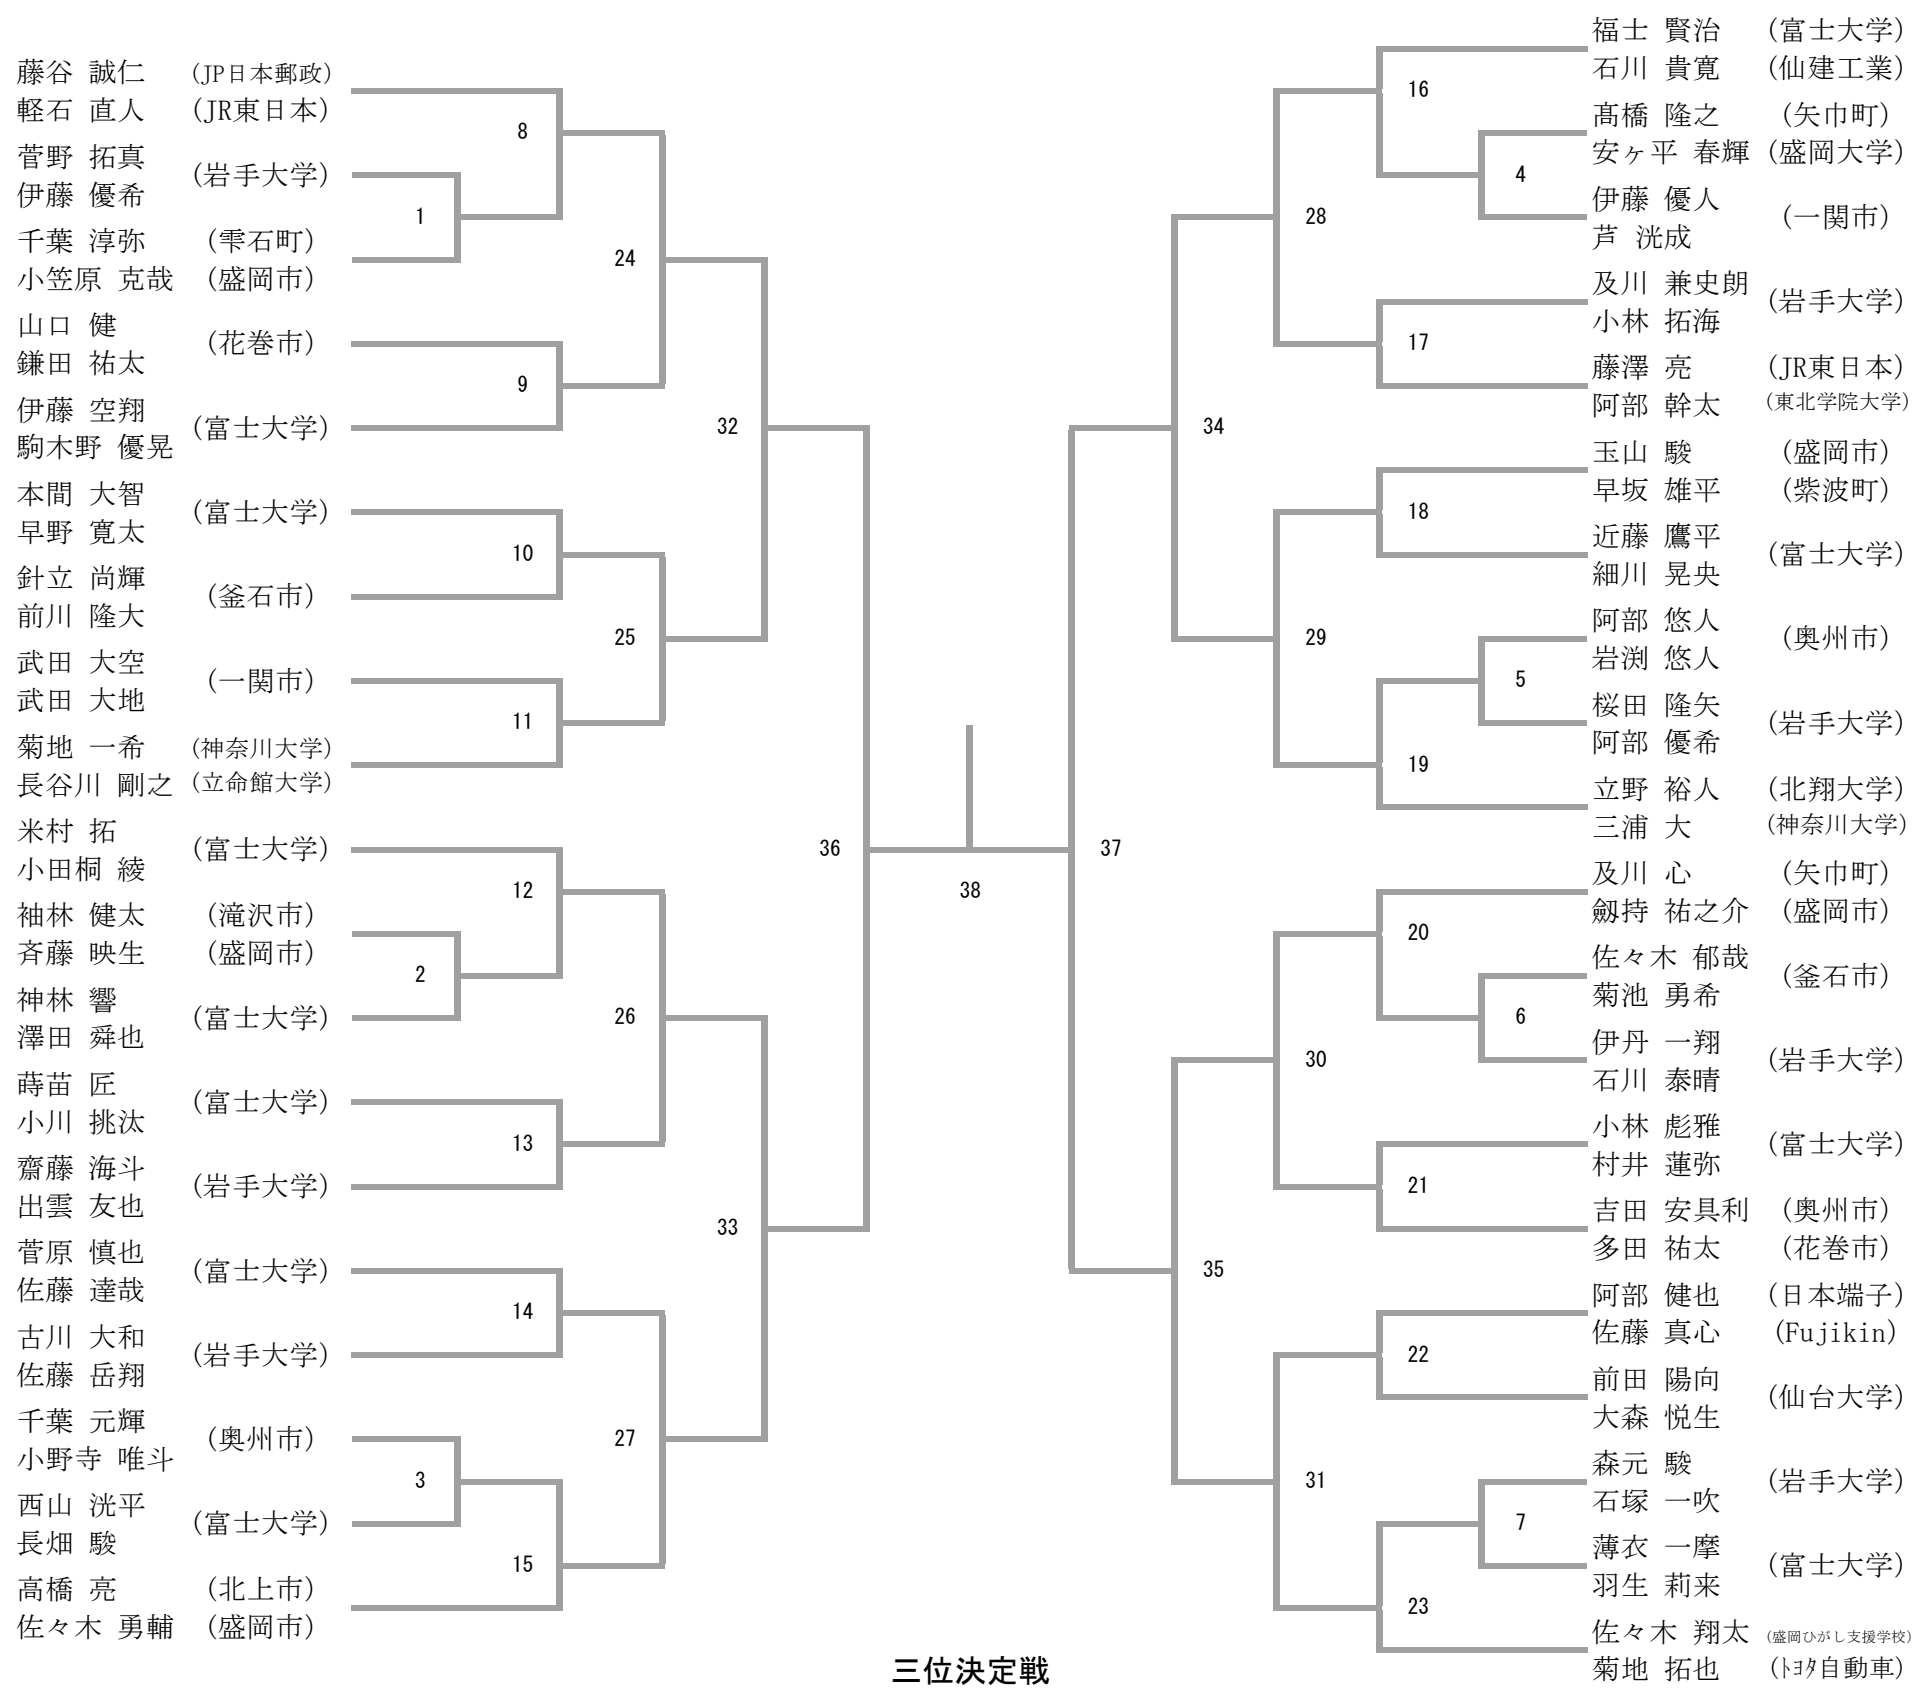 藤谷 誠仁 (JP日本郵政)
軽石 直人 (JR東日本)
8
菅野 拓真
(岩手大学)
伊藤 優希
1
千葉 淳弥 (雫石町)
小笠原 克哉 (盛岡市)
24
山口 健
(花巻市)
鎌田 祐太
9
伊藤 空翔
(富士大学)
駒木野 優晃
32
本間 大智
(富士大学)
早野 寛太
10
針立 尚輝
(釜石市)
前川 隆大
25
武田 大空
(一関市)
武田 大地
11
菊地 一希 (神奈川大学)
長谷川 剛之 (立命館大学)
36
米村 拓
(富士大学)
小田桐 綾
12
袖林 健太 (滝沢市)
斉藤 映生 (盛岡市)
2
神林 響
(富士大学)
澤田 舜也
26
蒔苗 匠
(富士大学)
小川 挑汰
13
齋藤 海斗
(岩手大学)
出雲 友也
33
菅原 慎也
(富士大学)
佐藤 達哉
14
古川 大和
(岩手大学)
佐藤 岳翔
27
千葉 元輝
(奥州市)
小野寺 唯斗
3
西山 洸平
(富士大学)
長畑 駿
15
高橋 亮 (北上市)
佐々木 勇輔 (盛岡市)
38
三位決定戦
福士 賢治 (富士大学)
石川 貴寛 (仙建工業)
16
髙橋 隆之 (矢巾町)
安ヶ平 春輝 (盛岡大学)
4
伊藤 優人
(一関市)
芦 洸成
28
及川 兼史朗
(岩手大学)
小林 拓海
17
藤澤 亮 (JR東日本)
阿部 幹太 (東北学院大学)
34
玉山 駿 (盛岡市)
早坂 雄平 (紫波町)
18
近藤 鷹平
(富士大学)
細川 晃央
29
阿部 悠人
(奥州市)
岩渕 悠人
5
桜田 隆矢
(岩手大学)
阿部 優希
19
立野 裕人 (北翔大学)
三浦 大 (神奈川大学)
37
及川 心 (矢巾町)
劔持 祐之介 (盛岡市)
20
佐々木 郁哉
(釜石市)
菊池 勇希
6
伊丹 一翔
(岩手大学)
石川 泰晴
30
小林 彪雅
(富士大学)
村井 蓮弥
21
吉田 安具利 (奥州市)
多田 祐太 (花巻市)
35
阿部 健也 (日本端子)
佐藤 真心 (Fujikin)
22
前田 陽向
(仙台大学)
大森 悦生
31
森元 駿
(岩手大学)
石塚 一吹
7
薄衣 一摩
(富士大学)
羽生 莉来
23
佐々木 翔太 (盛岡ひがし支援学校)
菊地 拓也 (ﾄﾖﾀ自動車)